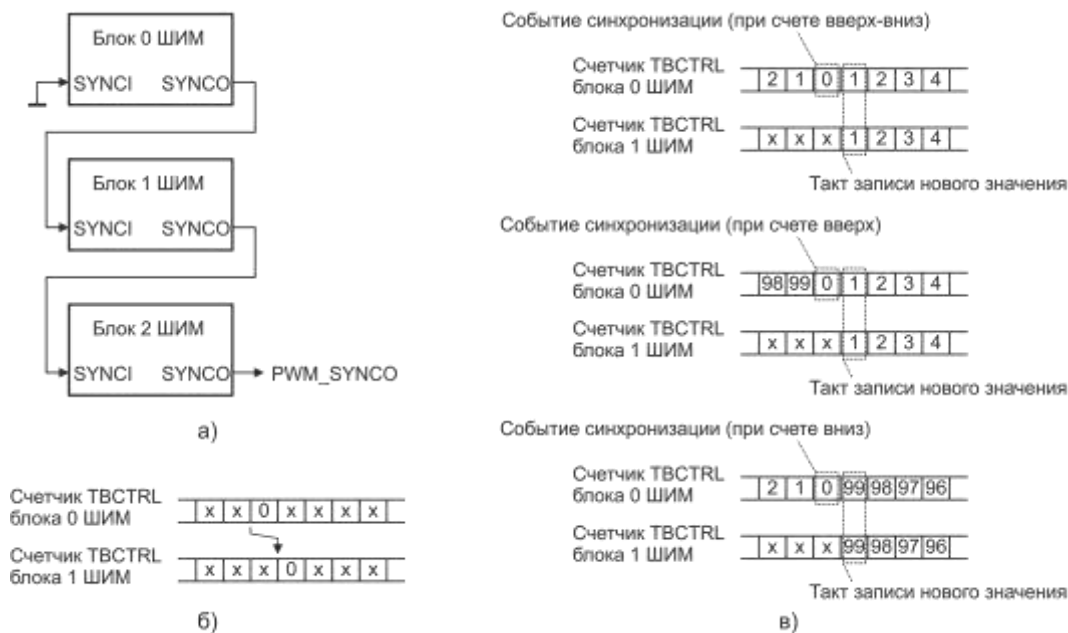 Блок 0 ШИМ
SYNCI SYNCO
Блок 1 ШИМ
SYNCI SYNCO
Блок 2 ШИМ
SYNCI SYNCO PWM_SYNCO
а)
Счетчик TBCTRL
блока 0 ШИМ
x x 0 x x x x
Счетчик TBCTRL
блока 1 ШИМ
x x x 0 x x x
б)
Событие синхронизации (при счете вверх-вниз)
Счетчик TBCTRL
блока 0 ШИМ
2 1 0 1 2 3 4
Счетчик TBCTRL
блока 1 ШИМ
x x x 1 2 3 4
Такт записи нового значения
Событие синхронизации (при счете вверх)
Счетчик TBCTRL
блока 0 ШИМ
98 99 0 1 2 3 4
Счетчик TBCTRL
блока 1 ШИМ
x x x 1 2 3 4
Такт записи нового значения
Событие синхронизации (при счете вниз)
Счетчик TBCTRL
блока 0 ШИМ
2 1 0 99 98 97 96
Счетчик TBCTRL
блока 1 ШИМ
x x x 99 98 97 96
Такт записи нового значения
в)